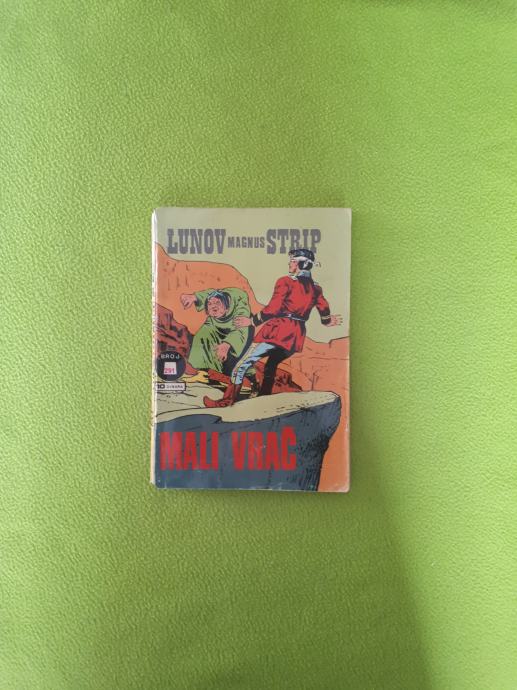 LUNOV MAGNUS STRIP
BROJ
291
10 DINARA
MALI VRAČ